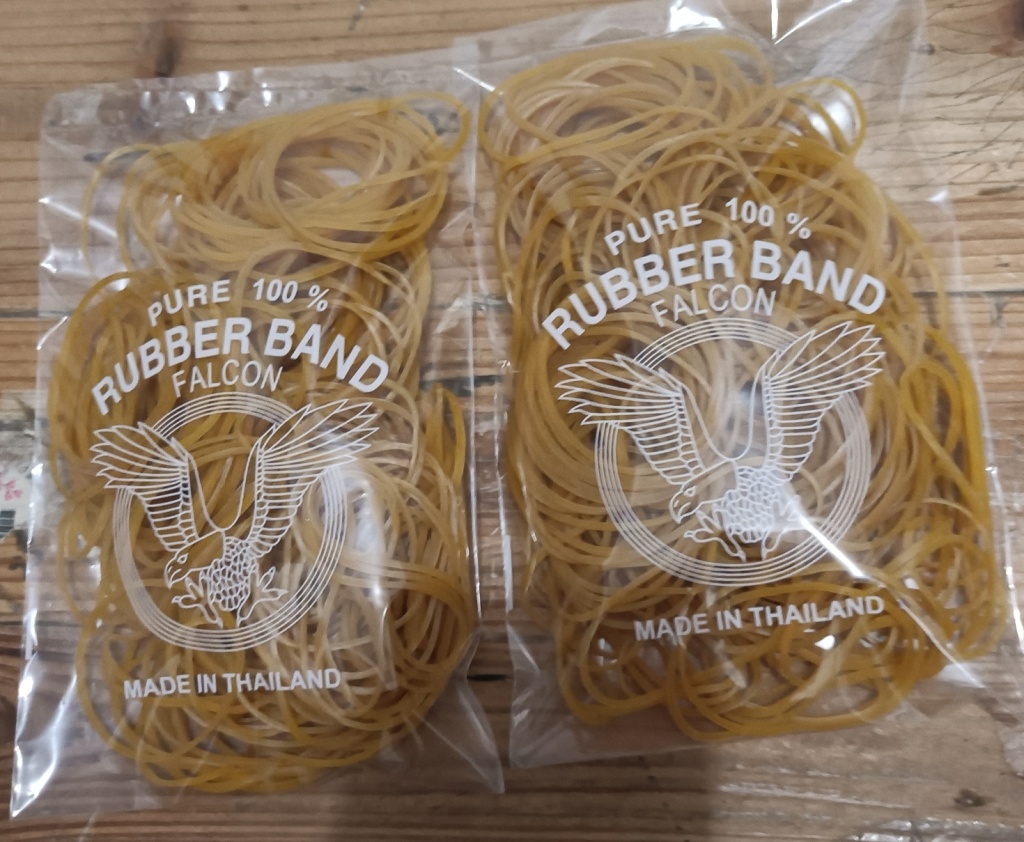 PURE 100 %
RUBBER BAND
FALCON
MADE IN THAILAND
PURE 100 %
RUBBER BAND
FALCON
MADE IN THAILAND